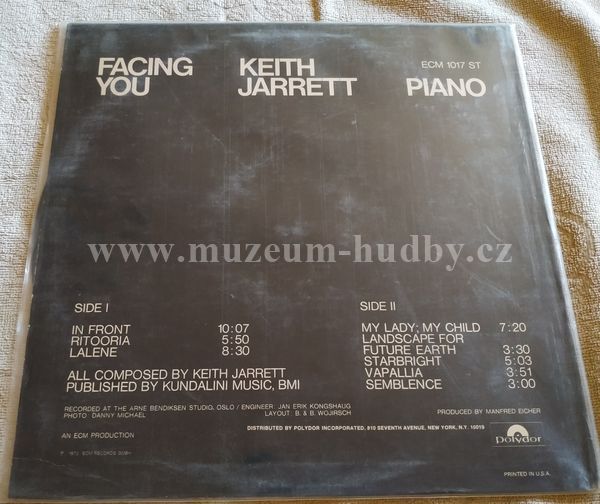 FACING KEITH ECM 1017 ST
YOU JARRETT PIANO
www.muzeum-hudby.cz
SIDE I
IN FRONT 10:07
RITOORIA 5:50
LALENE 8:30
ALL COMPOSED BY KEITH JARRETT
PUBLISHED BY KUNDALINI MUSIC, BMI
SIDE II
MY LADY; MY CHILD 7:20
LANDSCAPE FOR
FUTURE EARTH 3:30
STARBRIGHT 5:03
VAPALLIA 3:51
SEMBLENCE 3:00
RECORDED AT THE ARNE BENDIKSEN STUDIO, OSLO / ENGINEER: JAN ERIK KONGSHAUG
PHOTO: DANNY MICHAEL LAYOUT: B. & B. WOJIRSCH
PRODUCED BY MANFRED EICHER
DISTRIBUTED BY POLYDOR INCORPORATED, 810 SEVENTH AVENUE, NEW YORK, N.Y. 10019
AN ECM PRODUCTION
polydor
℗ 1972 ECM RECORDS GMBH
PRINTED IN U.S.A.